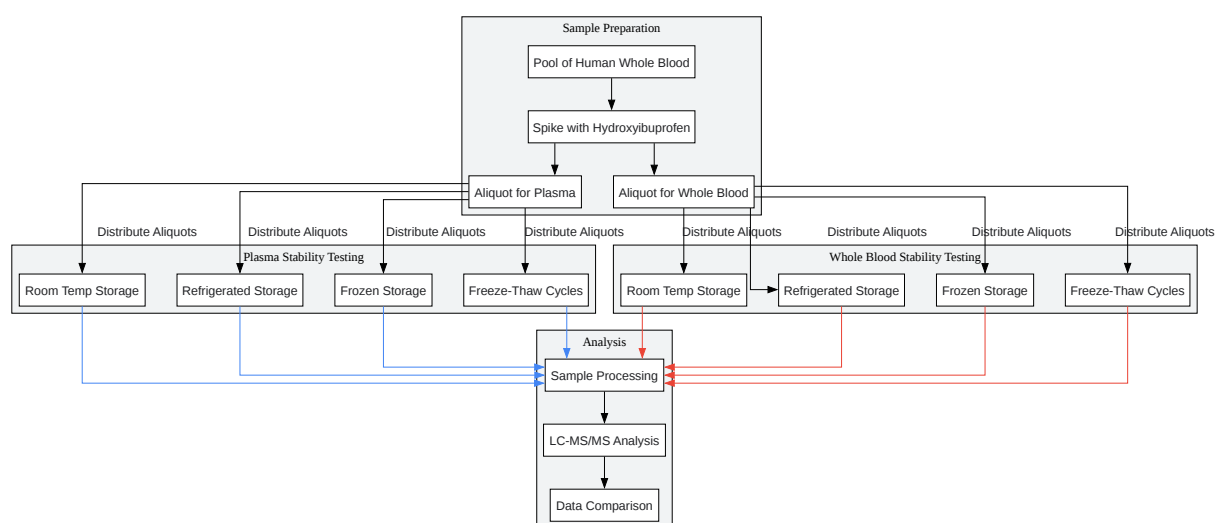 Sample Preparation
Pool of Human Whole Blood
Spike with Hydroxyibuprofen
Aliquot for Plasma
Aliquot for Whole Blood
Distribute Aliquots
Distribute Aliquots
Distribute Aliquots
Distribute Aliquots
Distribute Aliquots
Distribute Aliquots
Distribute Aliquots
Distribute Aliquots
Plasma Stability Testing
Room Temp Storage
Refrigerated Storage
Frozen Storage
Freeze-Thaw Cycles
Whole Blood Stability Testing
Room Temp Storage
Refrigerated Storage
Frozen Storage
Freeze-Thaw Cycles
Analysis
Sample Processing
LC-MS/MS Analysis
Data Comparison